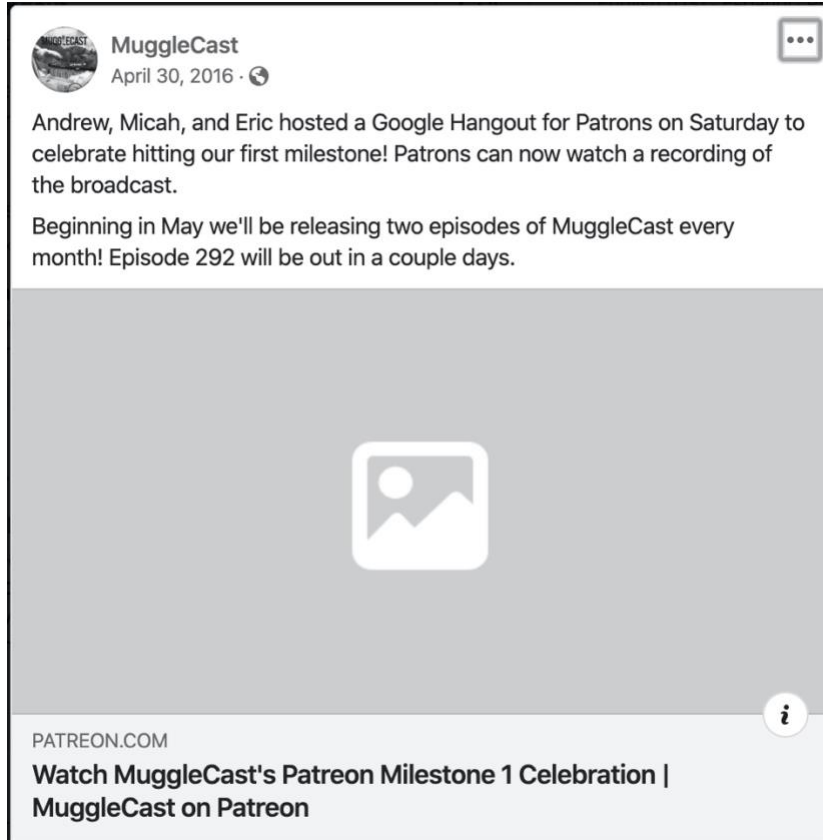 MUGGLECAST
MuggleCast
April 30, 2016 ·
Andrew, Micah, and Eric hosted a Google Hangout for Patrons on Saturday to
celebrate hitting our first milestone! Patrons can now watch a recording of
the broadcast.
Beginning in May we'll be releasing two episodes of MuggleCast every
month! Episode 292 will be out in a couple days.
i
PATREON.COM
Watch MuggleCast's Patreon Milestone 1 Celebration |
MuggleCast on Patreon